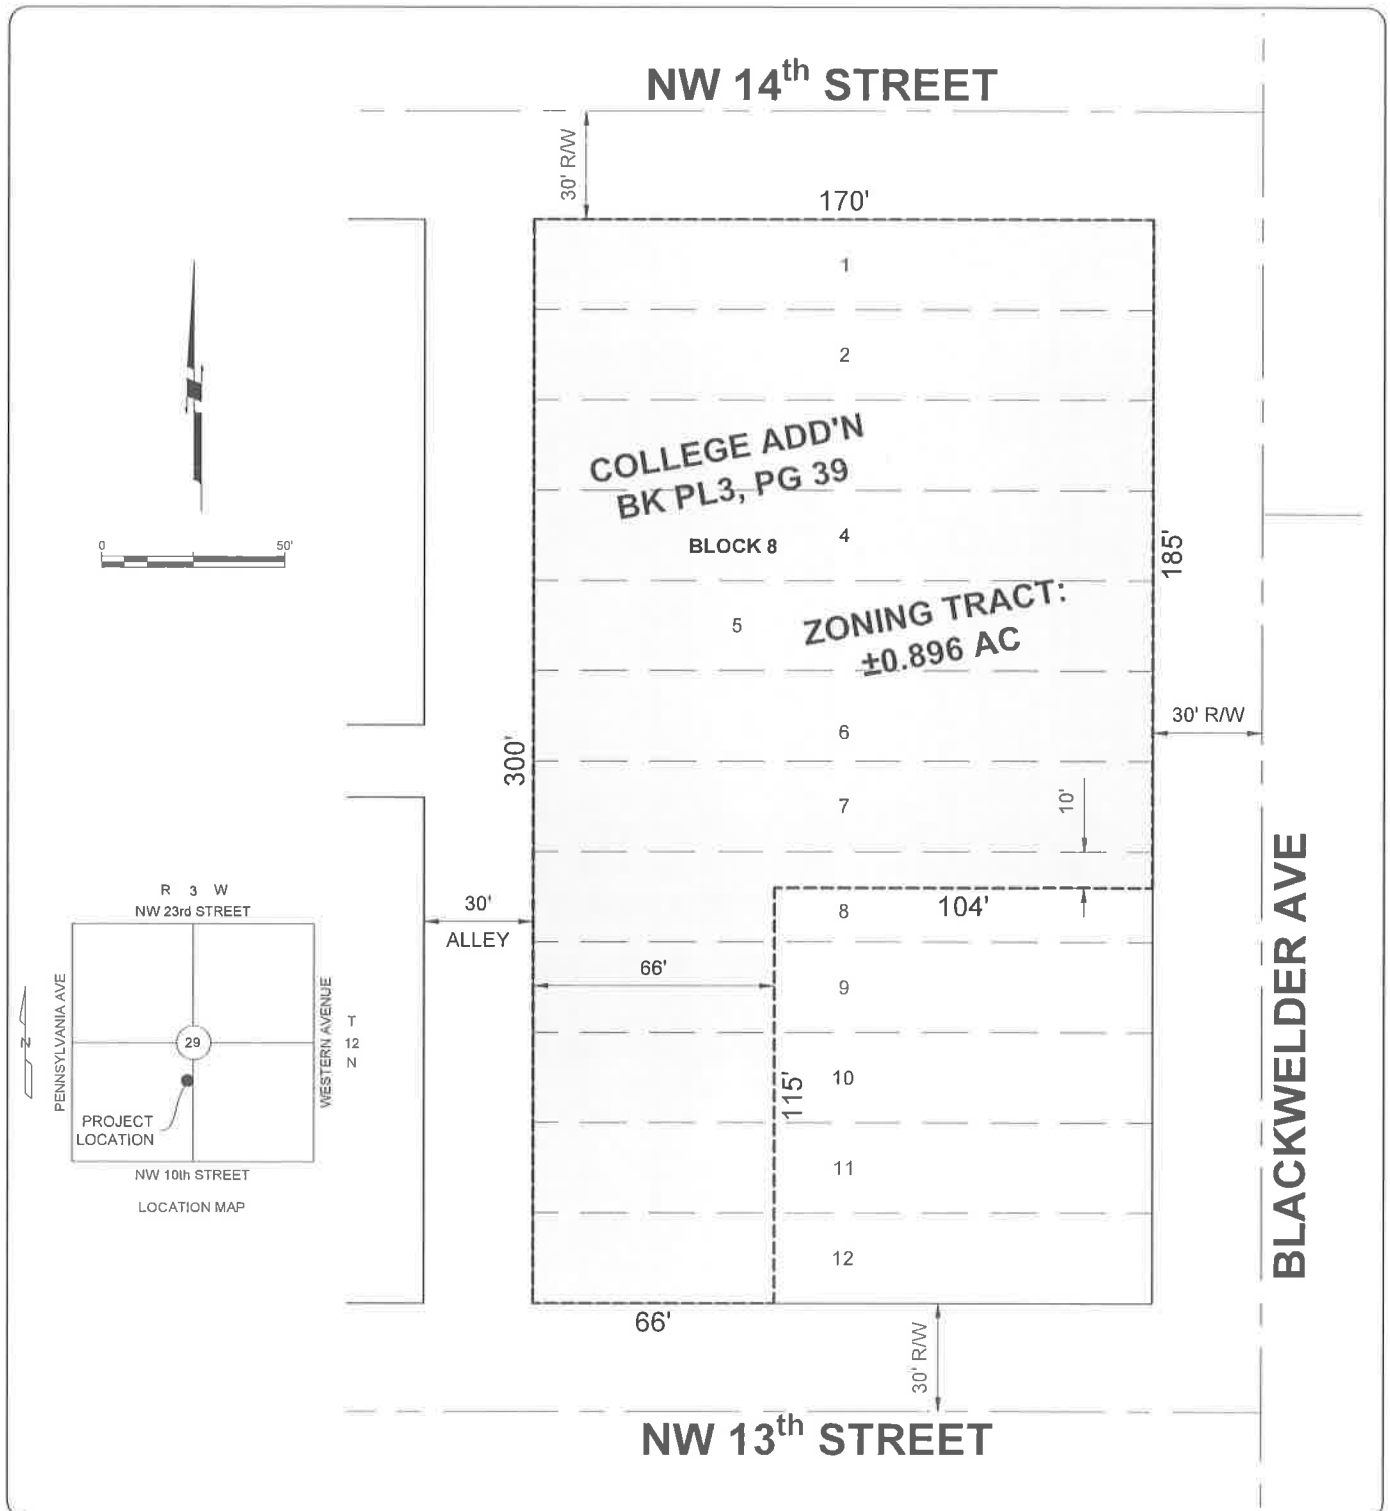 NW 14th STREET
30' R/W
170'
1
2
COLLEGE ADD'N
BK PL3, PG 39
BLOCK 8
4
185'
0
50'
5
ZONING TRACT:
±0.896 AC
300'
6
30' R/W
7
10'
R 3 W
NW 23rd STREET
PENNSYLVANIA AVE
WESTERN AVENUE
T
12
N
29
N
PROJECT
LOCATION
NW 10th STREET
LOCATION MAP
30'
ALLEY
8
104'
66'
9
115'
10
11
12
BLACKWELDER AVE
66'
30' R/W
NW 13th STREET